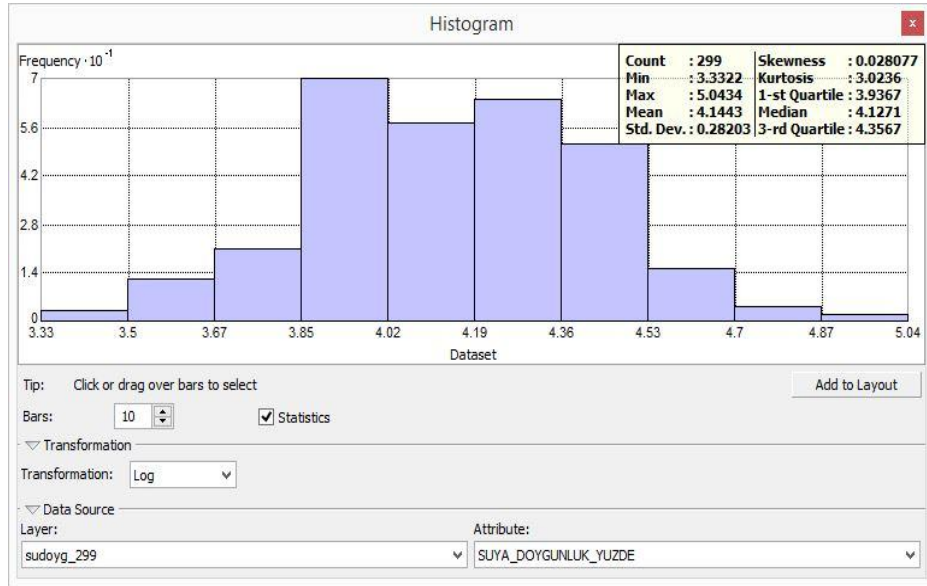 Histogram
x
Frequency · 10 -1
Count : 299 Skewness : 0.028077
Min : 3.3322 Kurtosis : 3.0236
Max : 5.0434 1-st Quartile : 3.9367
Mean : 4.1443 Median : 4.1271
Std. Dev. : 0.28203 3-rd Quartile : 4.3567
7
5.6
4.2
2.8
1.4
0
3.33 3.5 3.67 3.85 4.02 4.19 4.36 4.53 4.7 4.87 5.04
Dataset
Tip: Click or drag over bars to select Add to Layout
Bars: 10 Statistics
Transformation
Transformation: Log
Data Source
Layer: Attribute:
sudoyg_299 SUYA_DOYGUNLUK_YUZDE